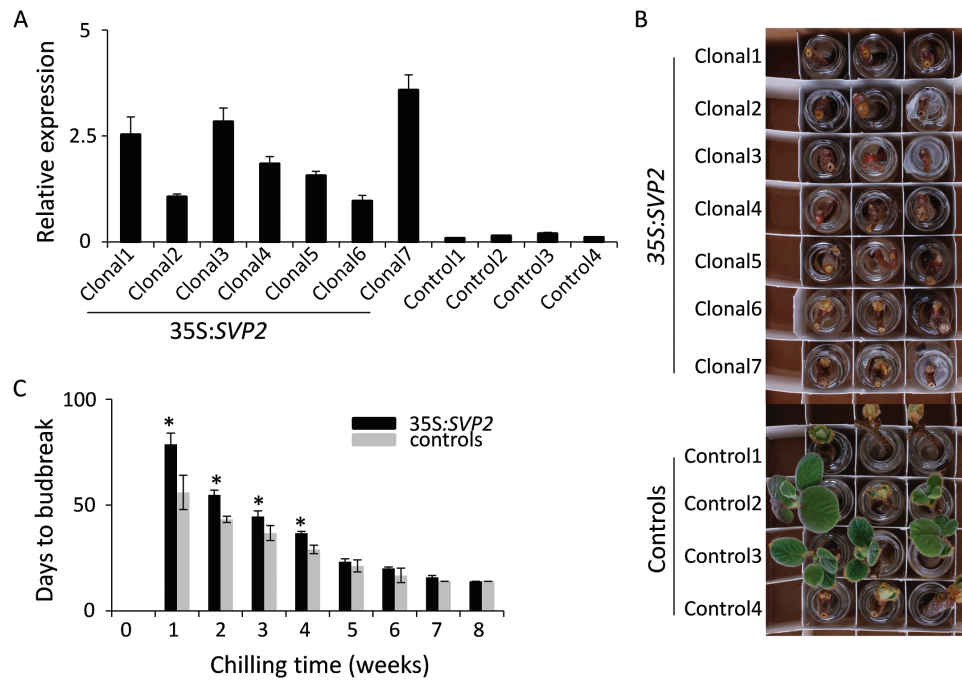 A
5
2.5
0
Relative expression
Clonal1
Clonal2
Clonal3
Clonal4
Clonal5
Clonal6
Clonal7
Control1
Control2
Control3
Control4
35S:SVP2
B
35S:SVP2
Clonal1
Clonal2
Clonal3
Clonal4
Clonal5
Clonal6
Clonal7
Controls
Control1
Control2
Control3
Control4
C
100
50
0
Days to budbreak
* * * *
35S:SVP2
controls
0 1 2 3 4 5 6 7 8
Chilling time (weeks)